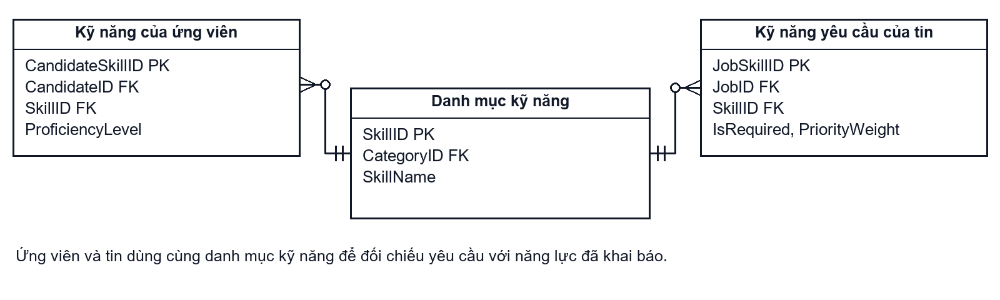 Kỹ năng của ứng viên
CandidateSkillID PK
CandidateID FK
SkillID FK
ProficiencyLevel
Danh mục kỹ năng
SkillID PK
CategoryID FK
SkillName
Kỹ năng yêu cầu của tin
JobSkillID PK
JobID FK
SkillID FK
IsRequired, PriorityWeight
Ứng viên và tin dùng cùng danh mục kỹ năng để đối chiếu yêu cầu với năng lực đã khai báo.